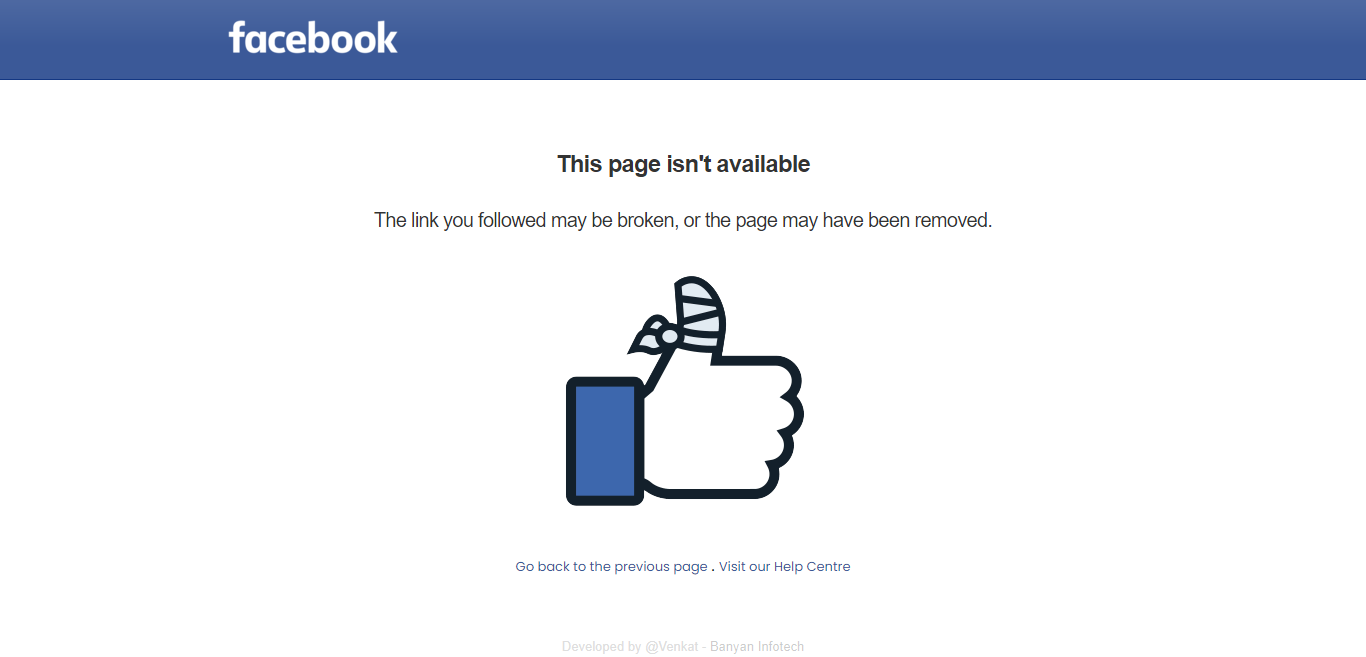 facebook
This page isn't available
The link you followed may be broken, or the page may have been removed.
Go back to the previous page . Visit our Help Centre
Developed by @Venkat - Banyan Infotech